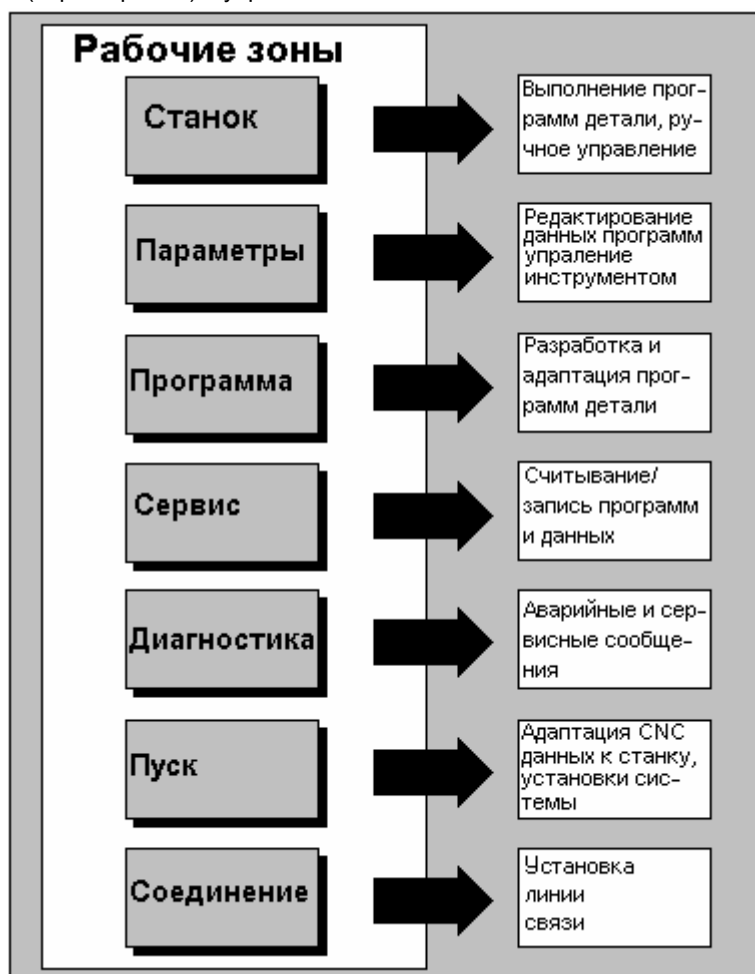 Рабочие зоны
Станок
Выполнение прог-
рамм детали, ру-
чное управление
Параметры
Редактирование
данных программ
упраление
инструментом
Программа
Разработка и
адаптация прог-
рамм детали
Сервис
Считывание/
запись программ
и данных
Диагностика
Аварийные и сер-
висные сообще-
ния
Пуск
Адаптация CNC
данных к станку,
установки сис-
темы
Соединение
Установка
линии
связи